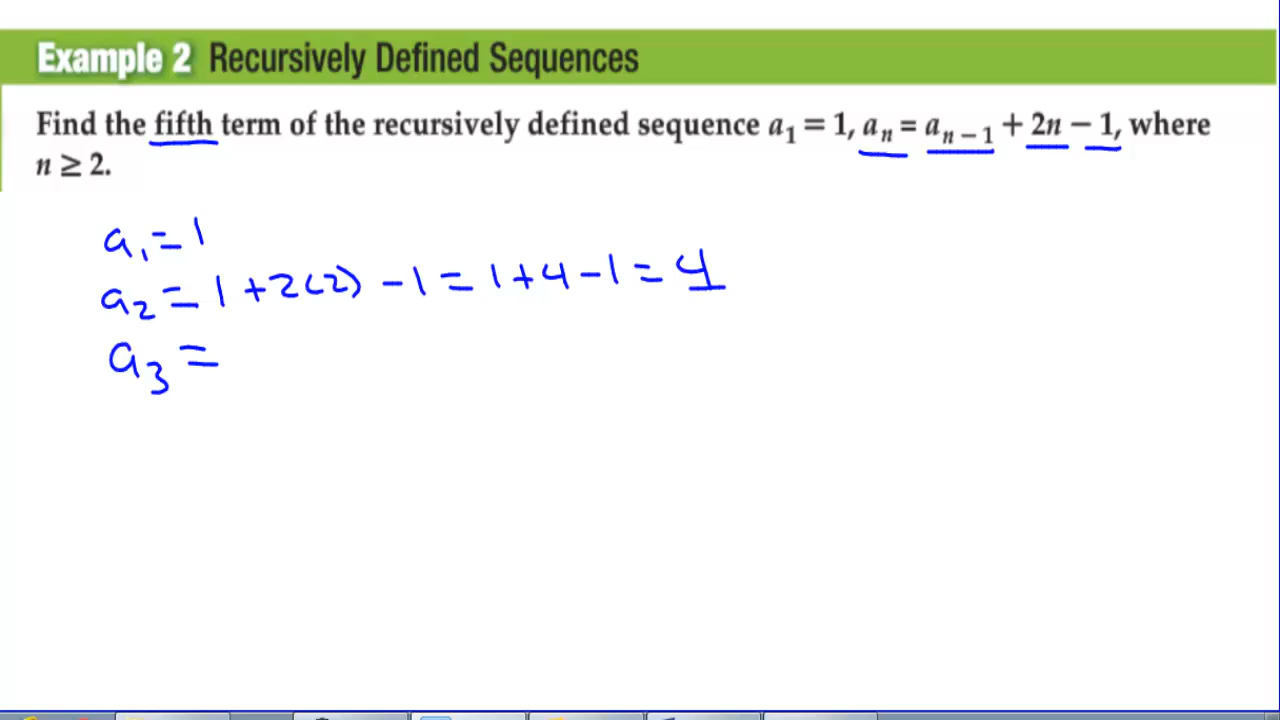 Example 2 Recursively Defined Sequences
Find the fifth term of the recursively defined sequence a₁ = 1, aₙ = aₙ₋₁ + 2n − 1, where
n ≥ 2.
a₁ = 1
a₂ = 1 + 2(2) − 1 = 1 + 4 − 1 = 4
a₃ =